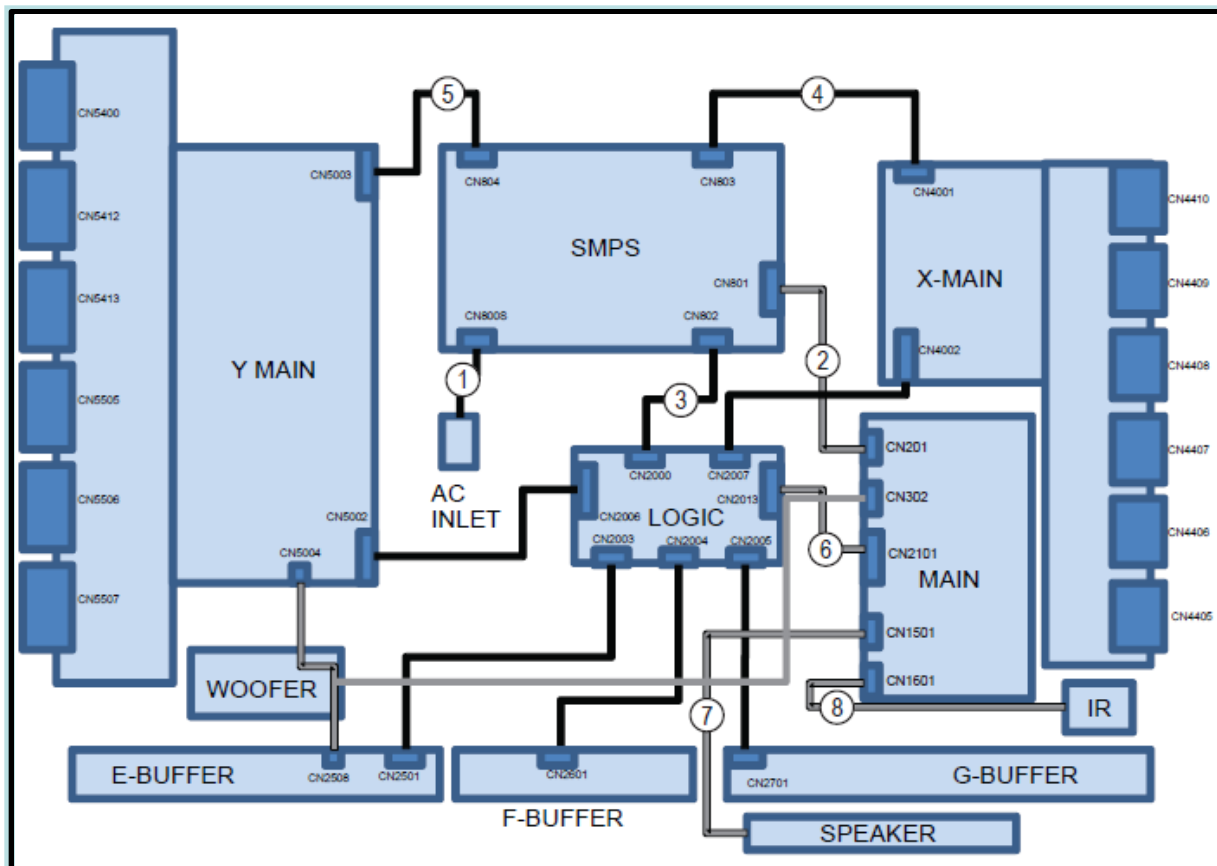 5
4
CN5400
CN5003
CN804
CN803
CN4001
CN4410
CN5412
SMPS
X-MAIN
CN801
CN4409
CN5413
CN800S
CN802
CN4002
CN4408
Y MAIN
1
2
3
CN5505
CN201
CN4407
AC
INLET
CN2000
CN2007
CN2013
CN302
CN5506
CN5002
CN2006
LOGIC
CN2003
CN2004
CN2005
6
CN2101
CN4406
CN5004
MAIN
CN5507
CN4405
CN1501
WOOFER
CN1601
7
8
IR
E-BUFFER
CN2508
CN2501
CN2601
CN2701
G-BUFFER
F-BUFFER
SPEAKER